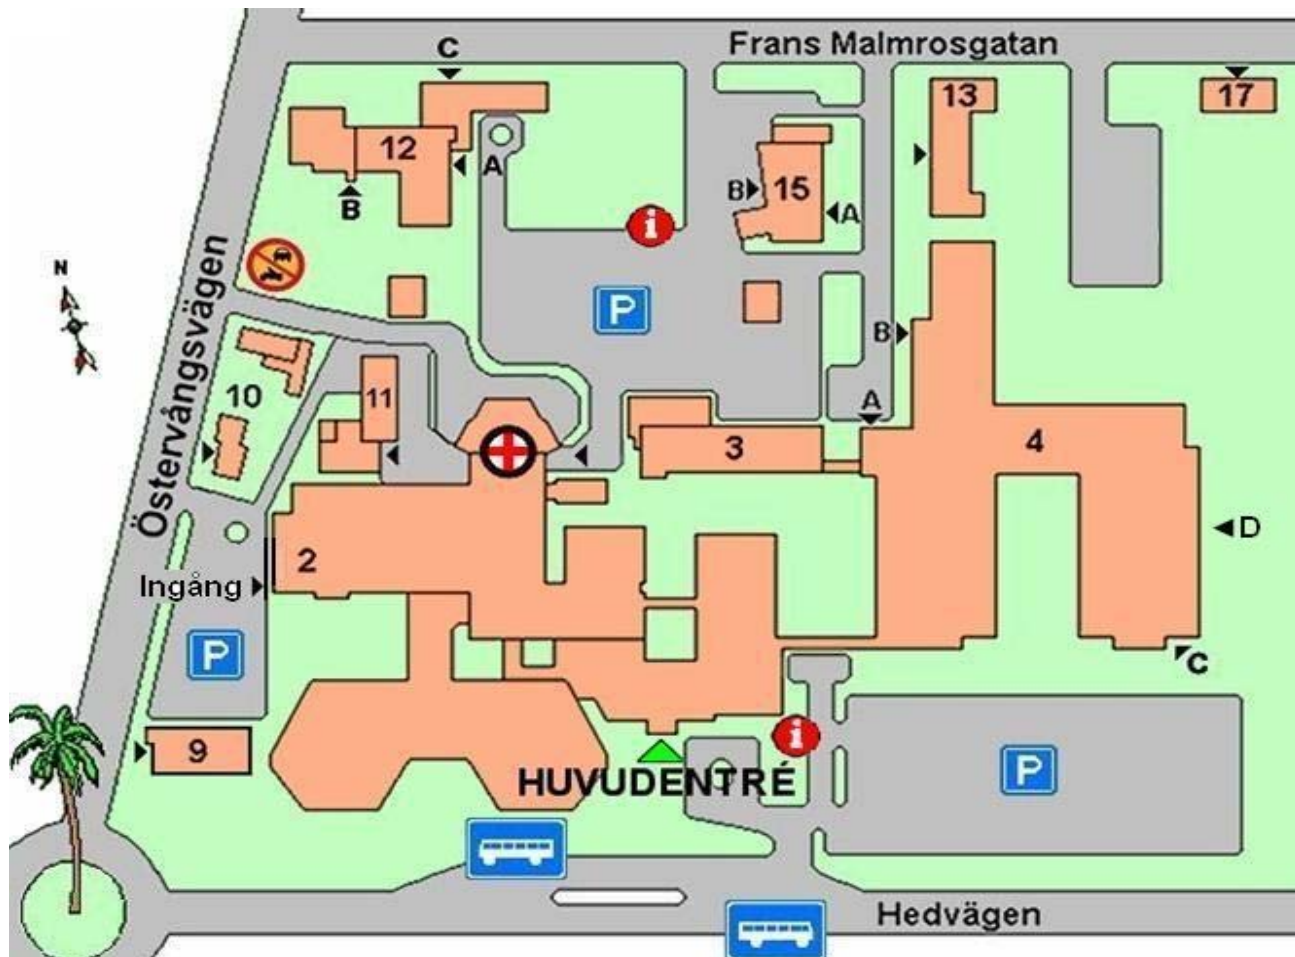 Frans Malmrosgatan
C
13
17
12
A
B
15
B
A
i
N
Östervångsvägen
P
B
10
11
A
3
4
D
2
Ingång
P
C
9
i
HUVUDENTRÉ
P
Hedvägen